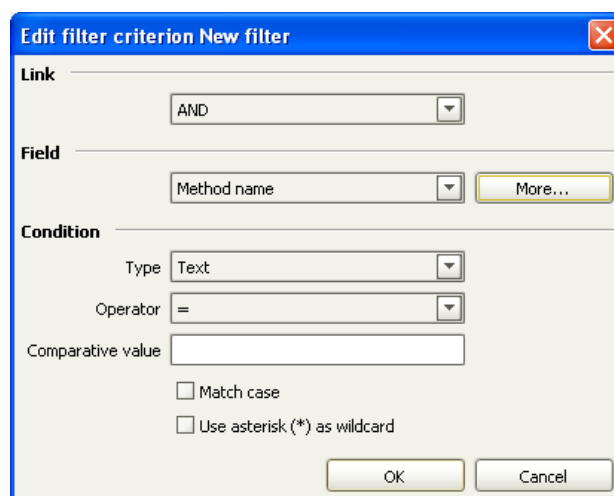 Edit filter criterion New filter
Link
AND
Field
Method name More...
Condition
Type Text
Operator =
Comparative value
Match case
Use asterisk (*) as wildcard
OK Cancel